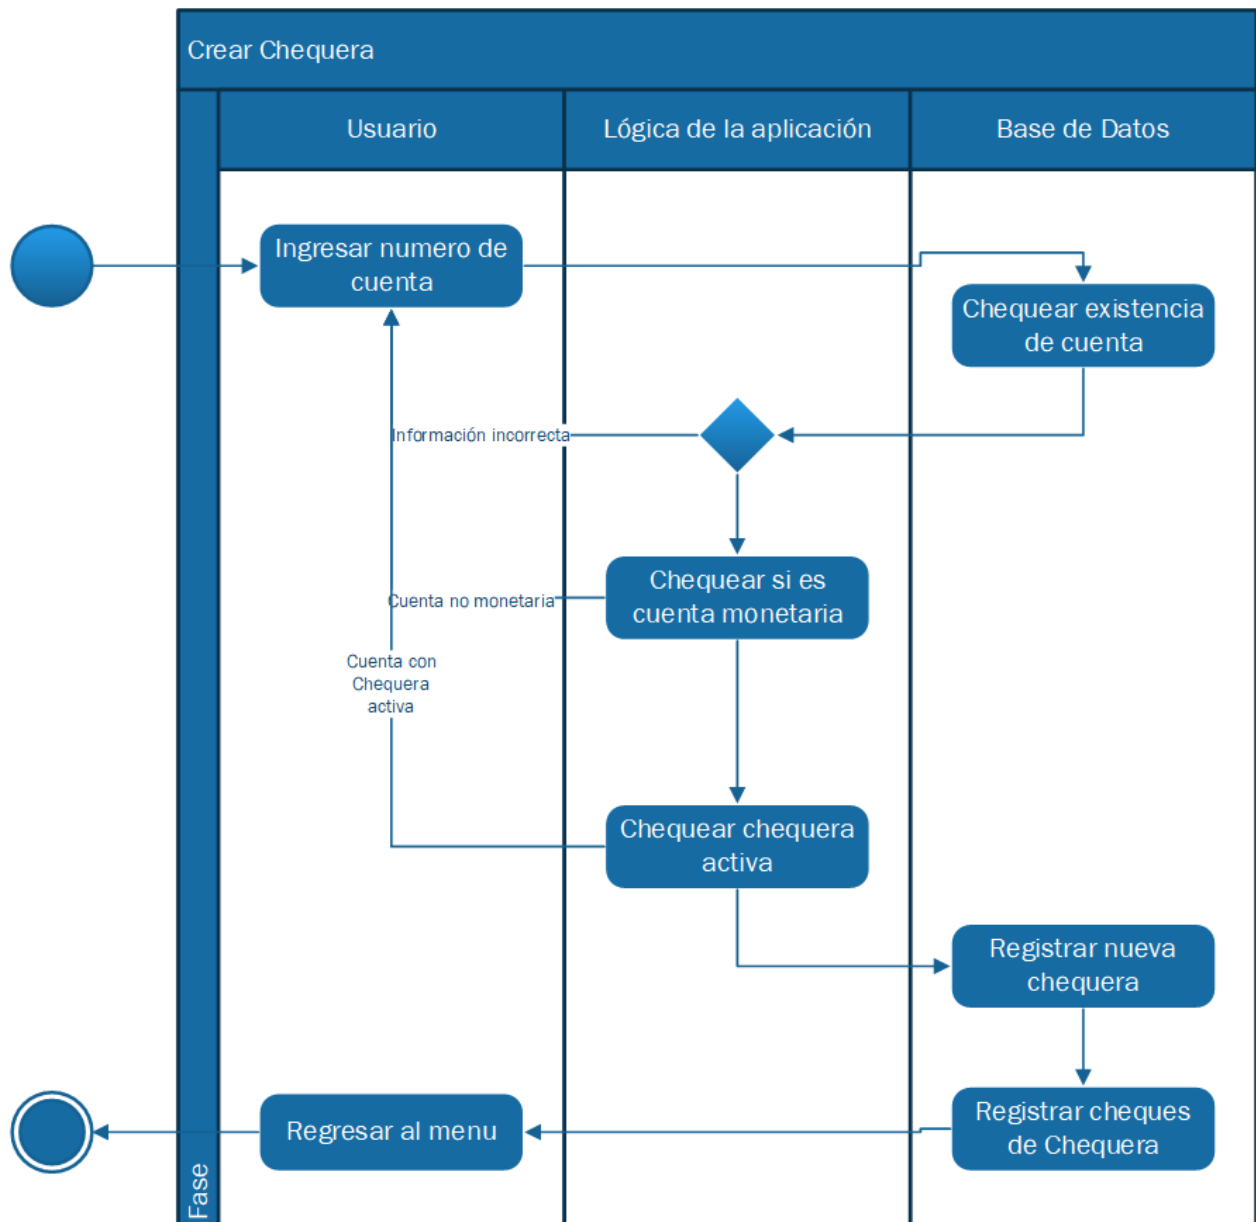 Crear Chequera
Usuario
Lógica de la aplicación
Base de Datos
Ingresar numero de
cuenta
Chequear existencia
de cuenta
Información incorrecta
Chequear si es
cuenta monetaria
Cuenta no monetaria
Cuenta con
Chequera
activa
Chequear chequera
activa
Registrar nueva
chequera
Registrar cheques
de Chequera
Regresar al menu
Fase